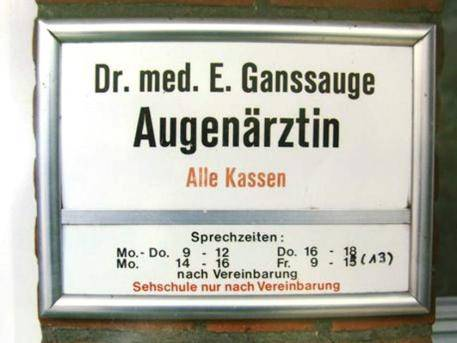 Dr. med. E. Ganssauge
Augenärztin
Alle Kassen
Sprechzeiten:
Mo.- Do. 9 - 12 Do. 16 - 18
Mo. 14 - 16 Fr. 9 - 15 (13)
nach Vereinbarung
Sehschule nur nach Vereinbarung